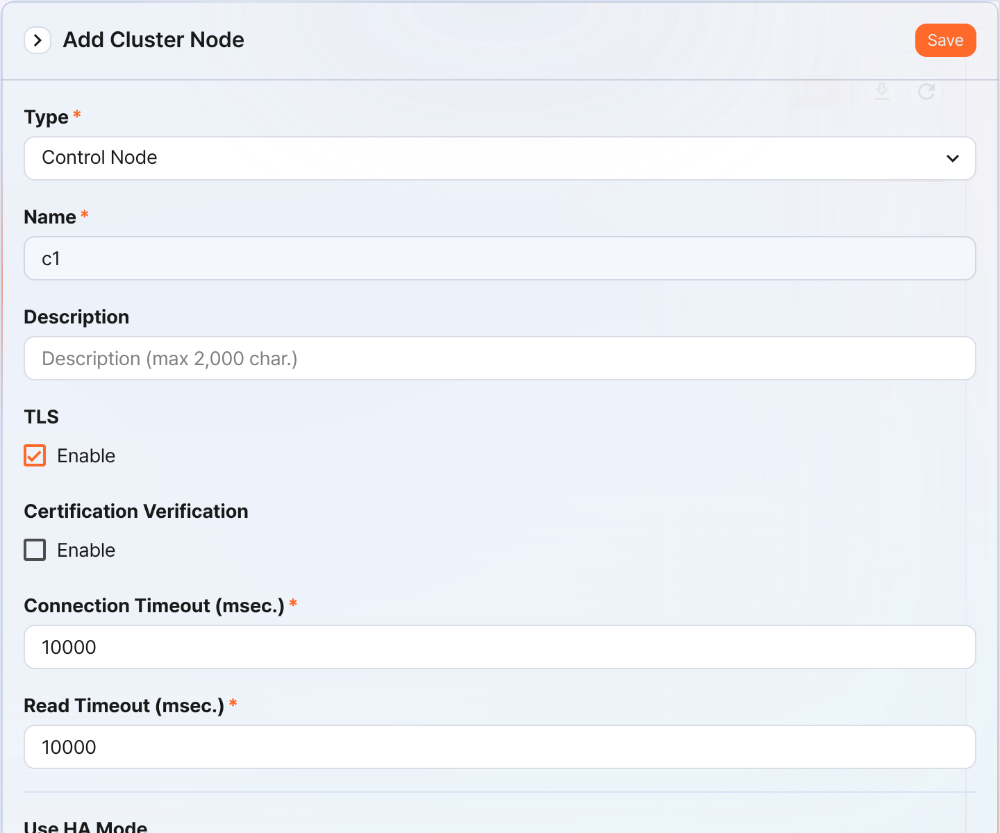 Add Cluster Node
Save
Type *
Control Node
Name *
c1
Description
Description (max 2,000 char.)
TLS
Enable
Certification Verification
Enable
Connection Timeout (msec.) *
10000
Read Timeout (msec.) *
10000
Use HA Mode